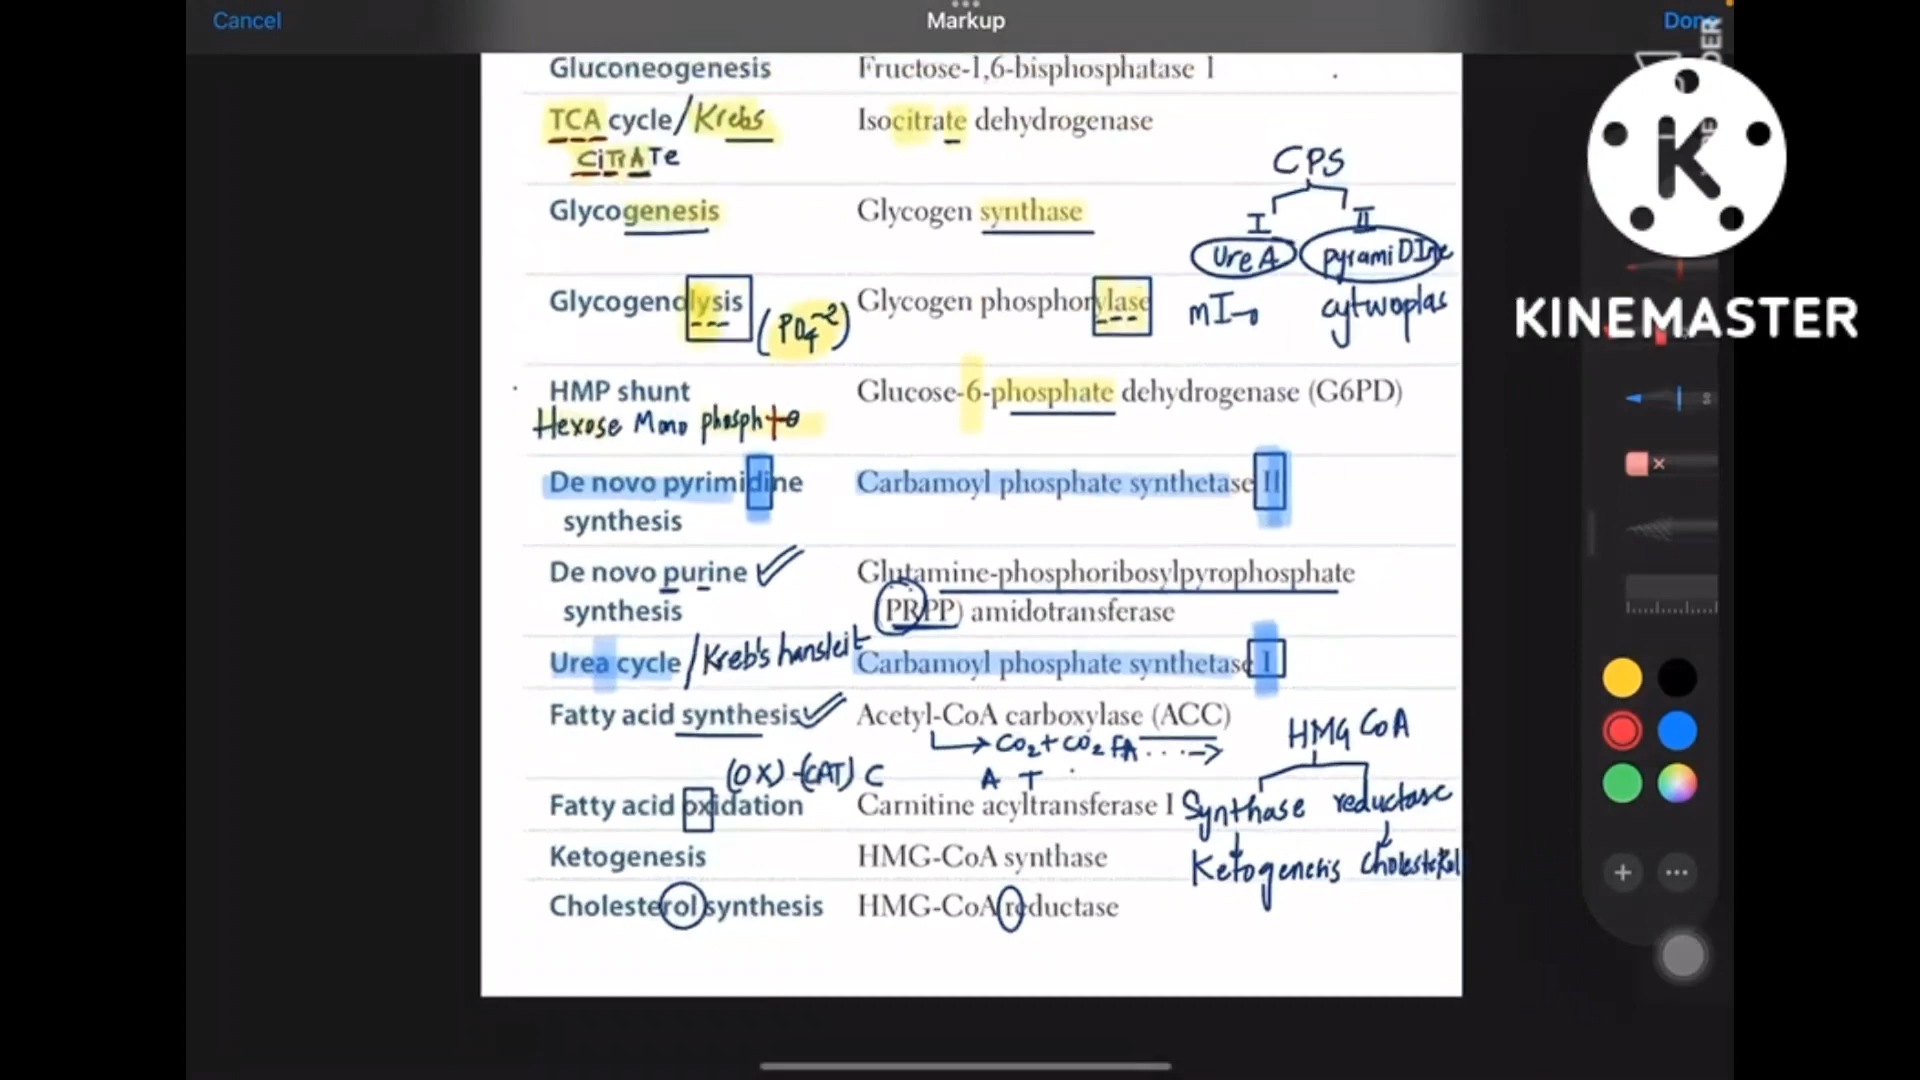 Cancel
Markup
Done
Gluconeogenesis Fructose-1,6-bisphosphatase 1
TCA cycle/Krebs Isocitrate dehydrogenase
CiTrATe
CPS
Glycogenesis Glycogen synthase
I II
UreA pyramiDIne
Glycogenolysis Glycogen phosphorylase
(PO4-2)
mI→o cytwoplas
KINEMASTER
HMP shunt Glucose-6-phosphate dehydrogenase (G6PD)
Hexose Mono phosph
De novo pyrimidine Carbamoyl phosphate synthetase II
synthesis
De novo purine Glutamine-phosphoribosylpyrophosphate
synthesis (PRPP) amidotransferase
Urea cycle /Kreb's hansleit Carbamoyl phosphate synthetase I
Fatty acid synthesis Acetyl-CoA carboxylase (ACC)
CO2+CO2 FA
HMG CoA
(OX)-(CAT) C A T
Fatty acid oxidation Carnitine acyltransferase I
Synthase reductase
Ketogenesis HMG-CoA synthase
Ketogenesis cholesterol
Cholesterol synthesis HMG-CoA reductase